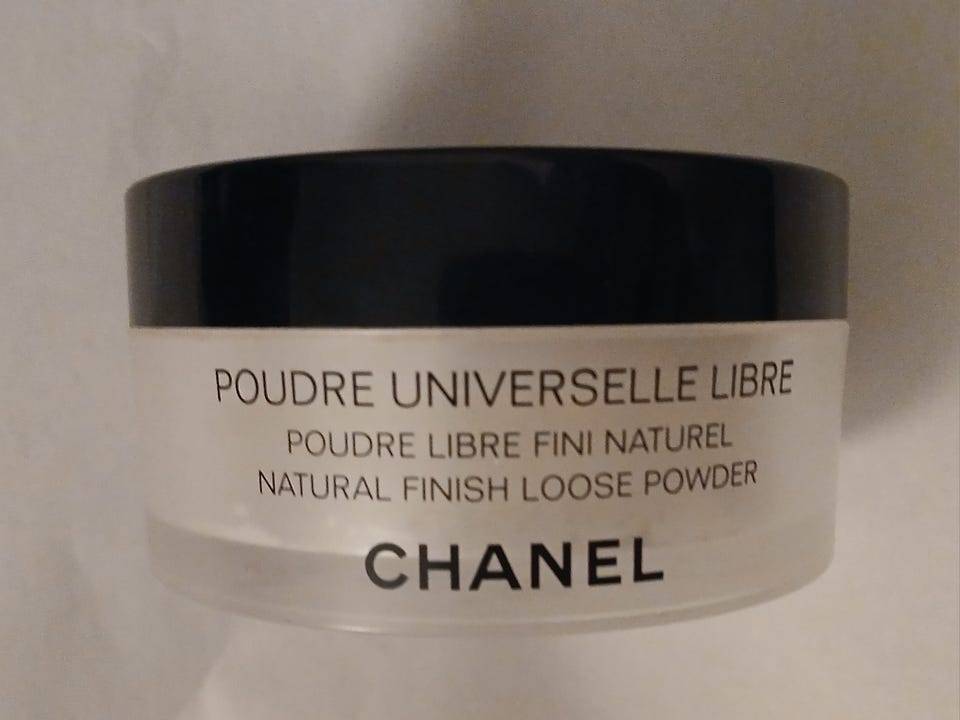 POUDRE UNIVERSELLE LIBRE
POUDRE LIBRE FINI NATUREL
NATURAL FINISH LOOSE POWDER
CHANEL